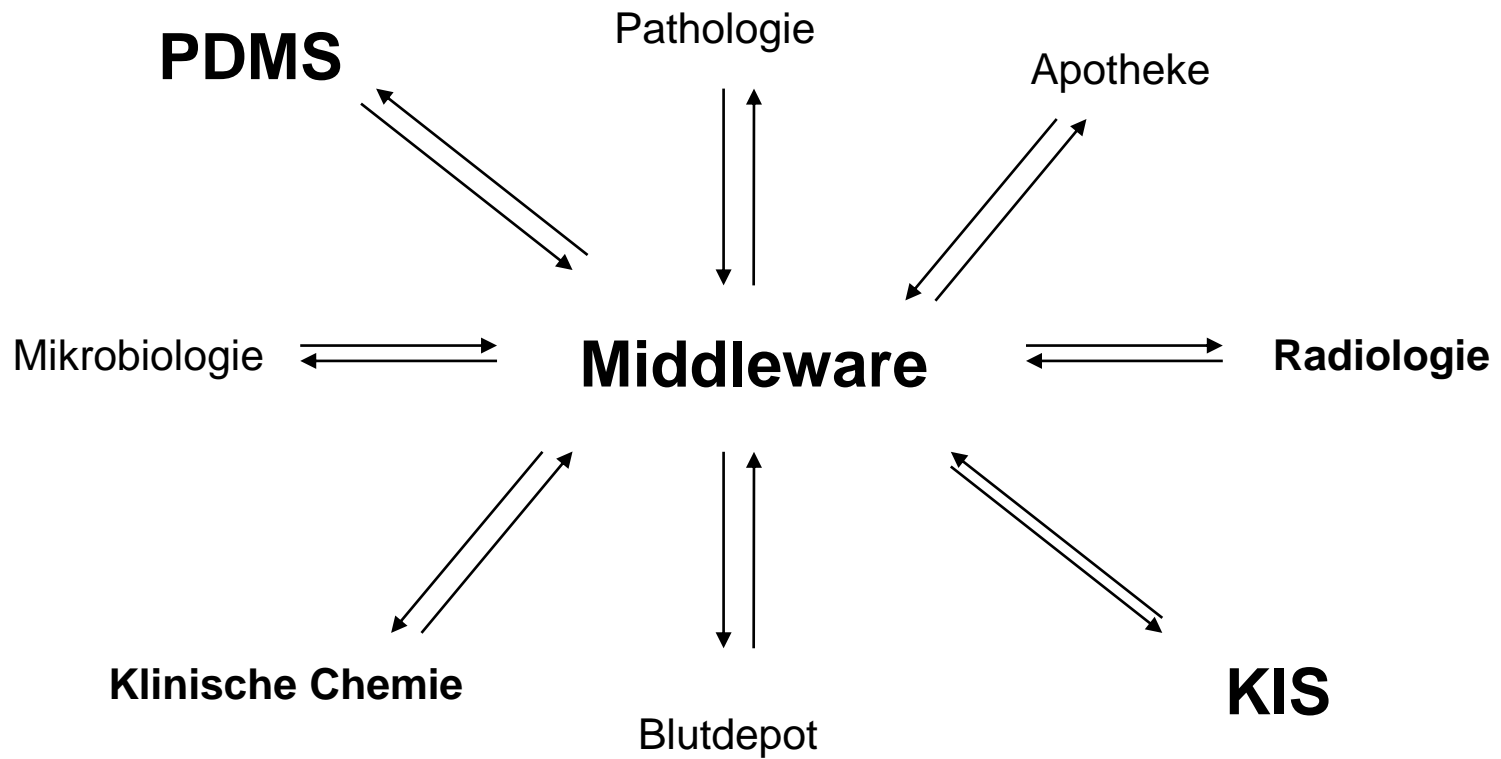 Pathologie
PDMS
Apotheke
Mikrobiologie
Middleware
Radiologie
Klinische Chemie
KIS
Blutdepot